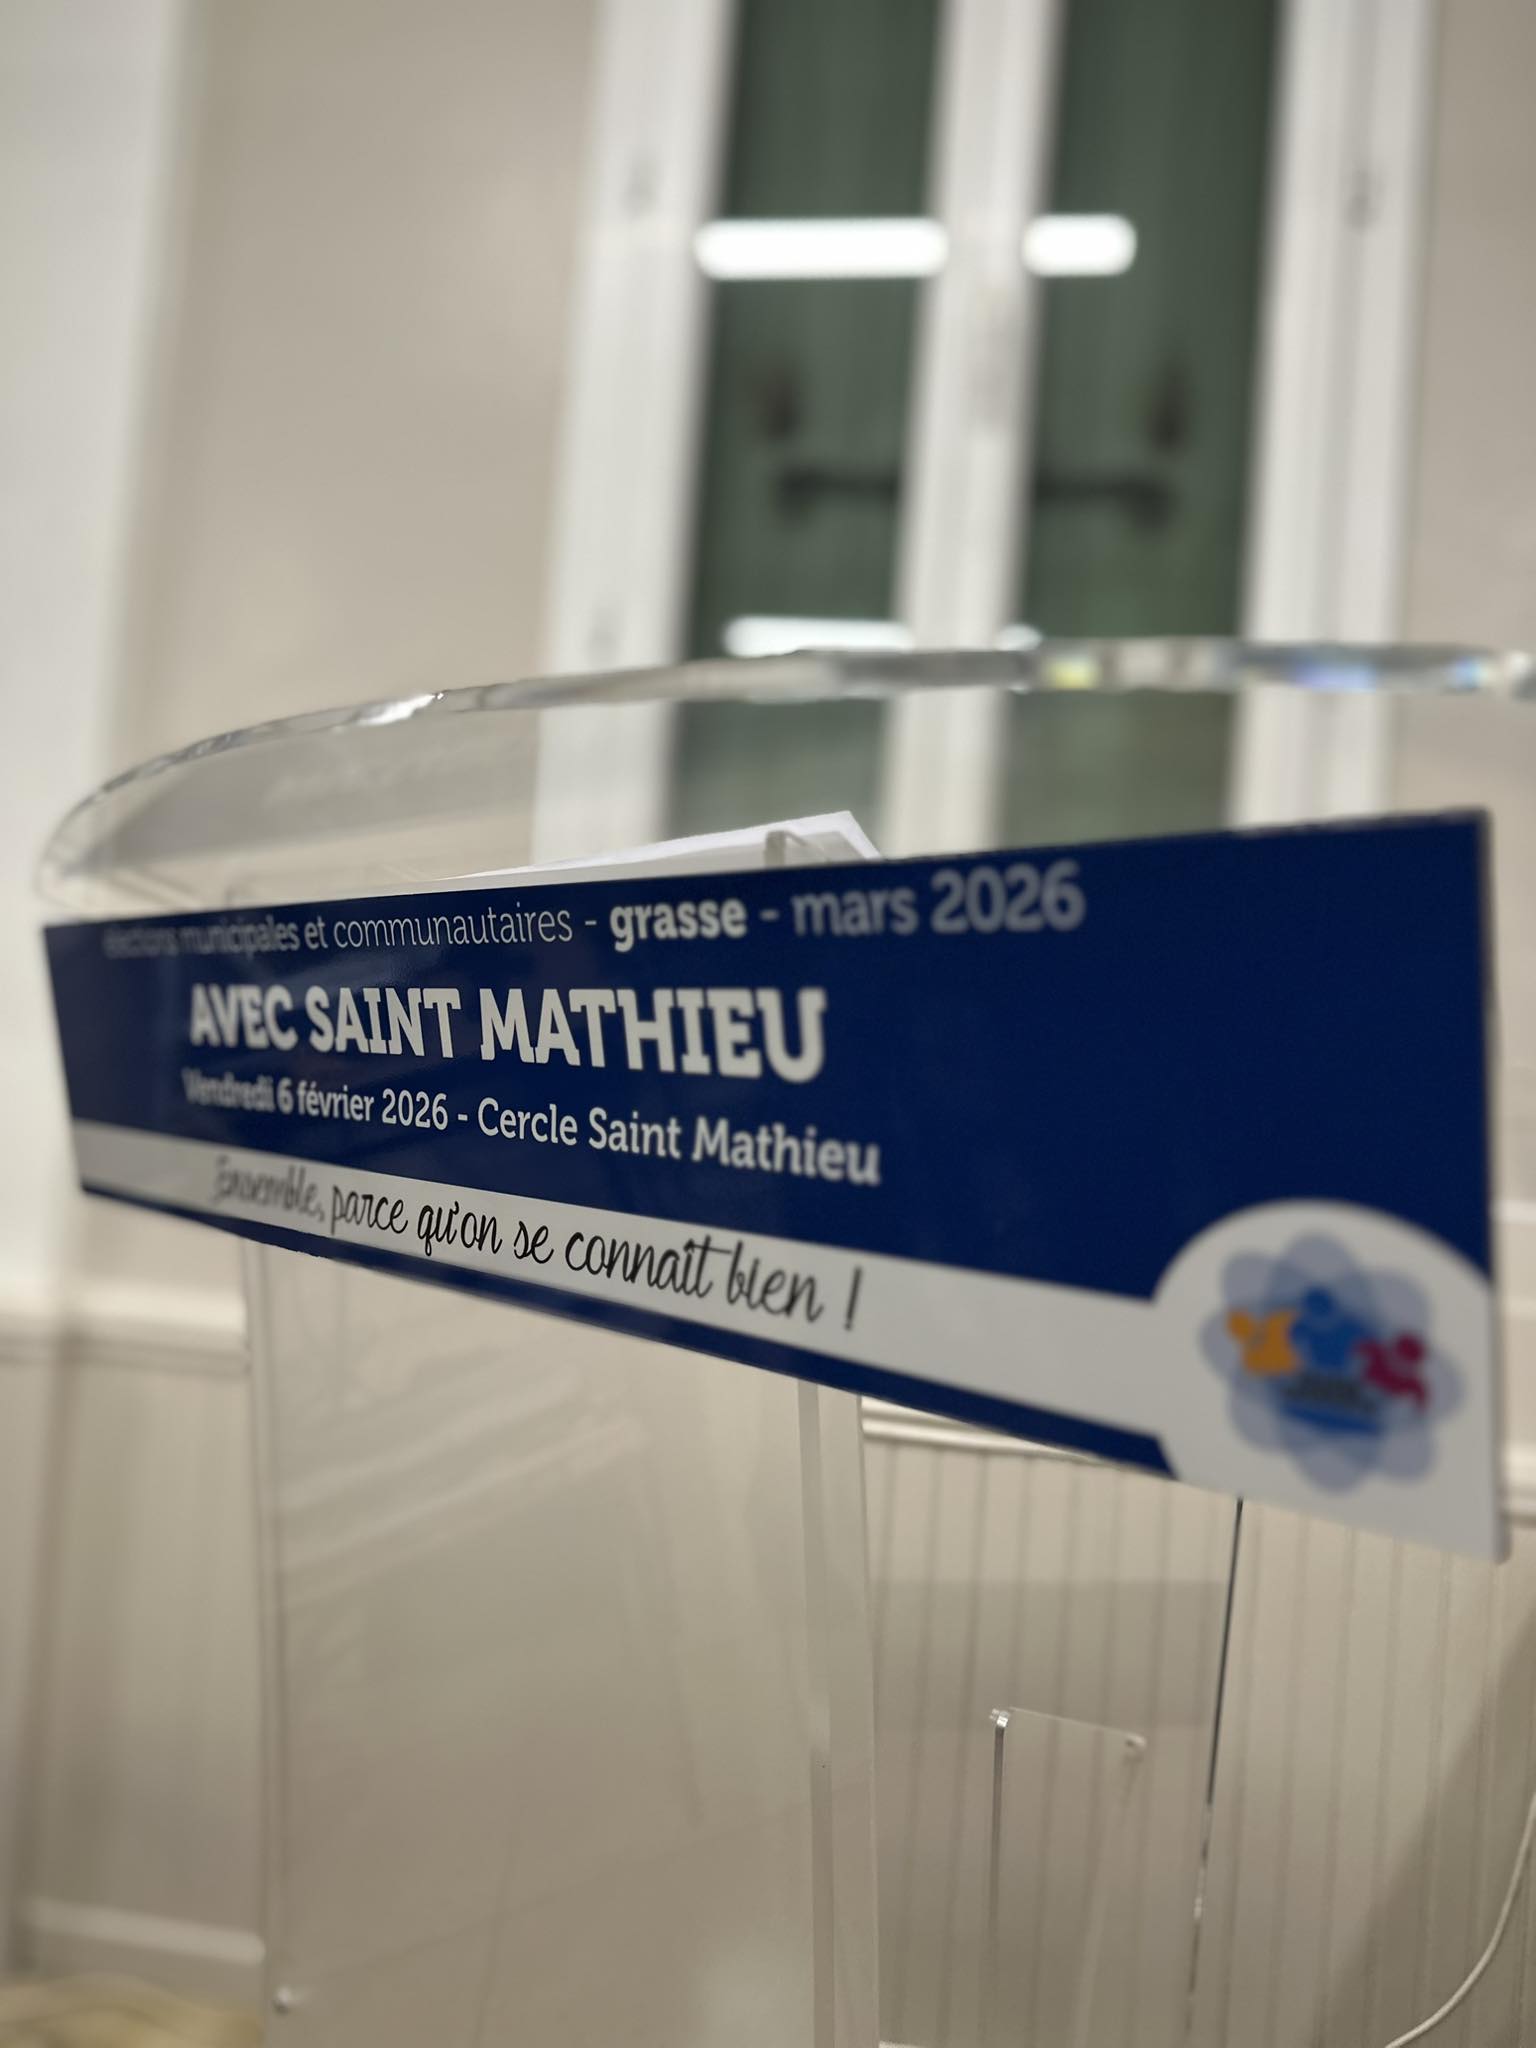 élections municipales et communautaires - grasse - mars 2026
AVEC SAINT MATHIEU
Vendredi 6 février 2026 - Cercle Saint Mathieu
Ensemble, parce qu'on se connaît bien !